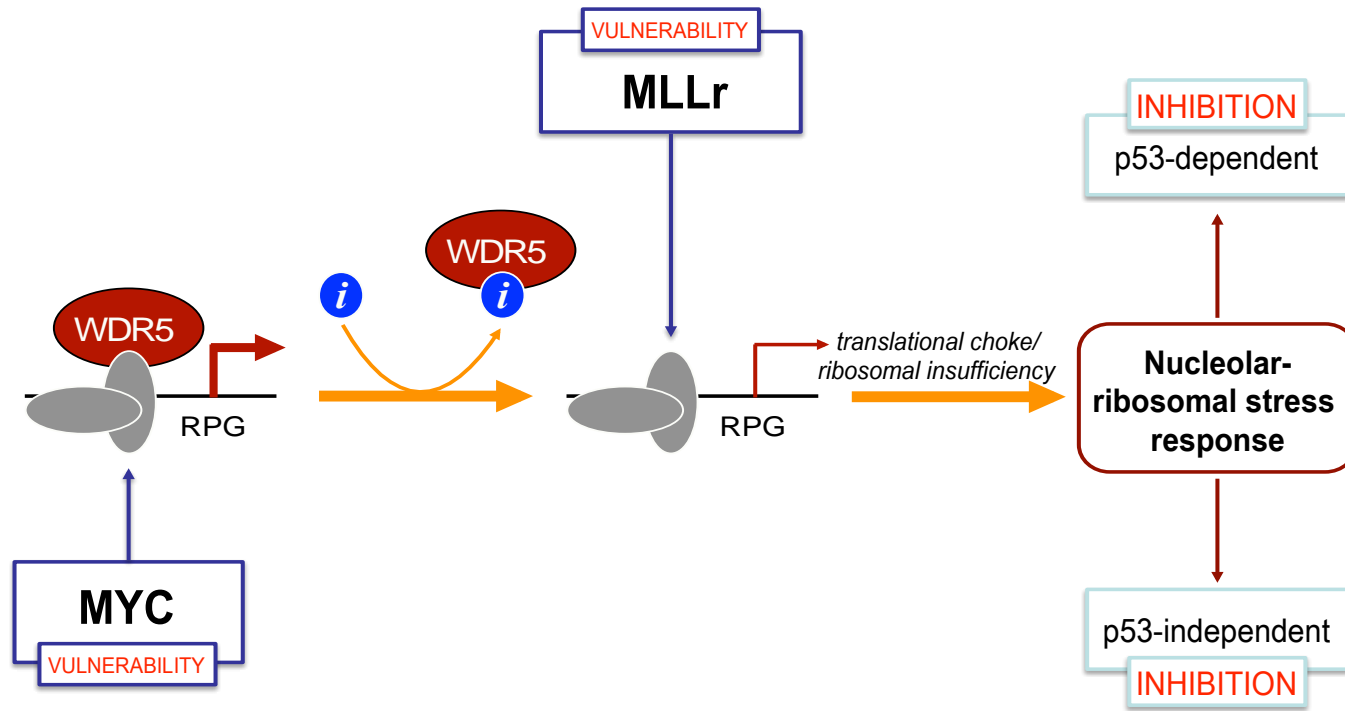 VULNERABILITY
MLLr
INHIBITION
p53-dependent
WDR5
i
WDR5
i
RPG
RPG
translational choke/
ribosomal insufficiency
Nucleolar-
ribosomal stress
response
MYC
VULNERABILITY
p53-independent
INHIBITION